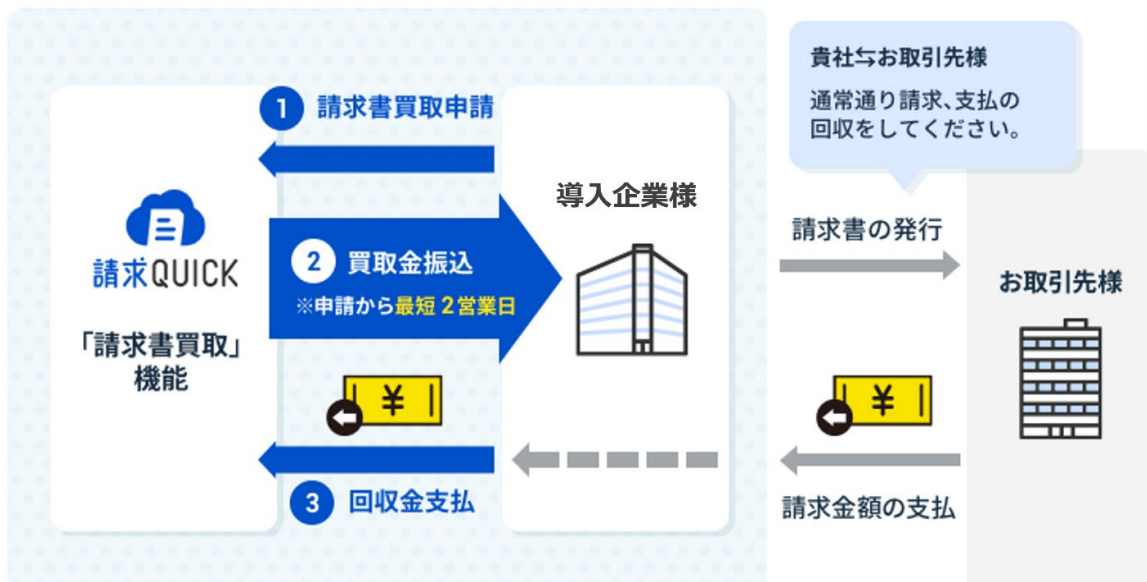 1 請求書買取申請
請求QUICK
「請求書買取」
機能
2 買取金振込
※申請から最短2営業日
¥
3 回収金支払
導入企業様
貴社⇆お取引先様
通常通り請求、支払の
回収をしてください。
請求書の発行
お取引先様
¥
請求金額の支払